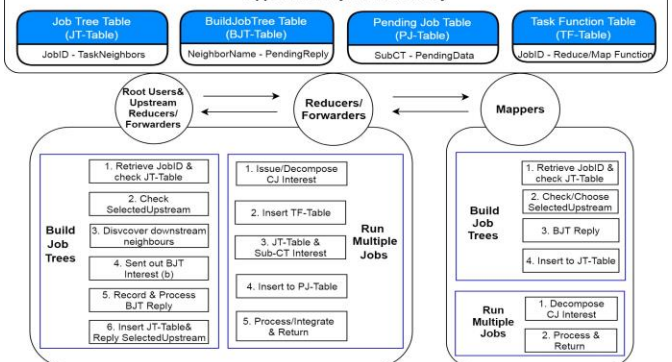 Job Tree Table
(JT-Table)
JobID - TaskNeighbors
BuildJobTree Table
(BJT-Table)
NeighborName - PendingReply
Pending Job Table
(PJ-Table)
SubCT - PendingData
Task Function Table
(TF-Table)
JobID - Reduce/Map Function
Root Users&
Upstream
Reducers/
Forwarders
Reducers/
Forwarders
Mappers
Build
Job
Trees
1. Retrieve JobID &
check JT-Table
2. Check
SelectedUpstream
3. Disvcover downstream
neighbours
4. Sent out BJT
Interest (b)
5. Record & Process
BJT Reply
6. Insert JT-Table&
Reply SelectedUpstream
1. Issue/Decompose
CJ Interest
2. Insert TF-Table
3. JT-Table &
Sub-CT Interest
4. Insert to PJ-Table
5. Process/Integrate
& Return
Run
Multiple
Jobs
Build
Job
Trees
1. Retrieve JobID &
check JT-Table
2. Check/Choose
SelectedUpstream
3. BJT Reply
4. Insert to JT-Table
Run
Multiple
Jobs
1. Decompose
CJ Interest
2. Process &
Return